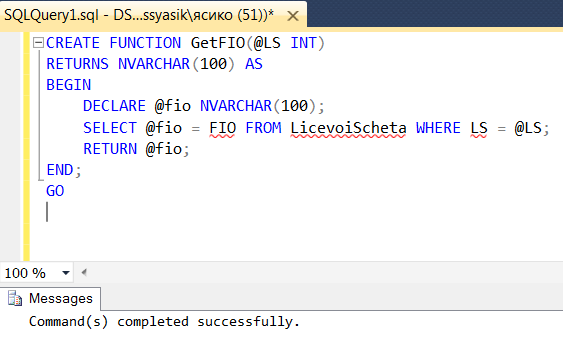 SQLQuery1.sql - DS...ssyasik\ясико (51))*
CREATE FUNCTION GetFIO(@LS INT)
RETURNS NVARCHAR(100) AS
BEGIN
    DECLARE @fio NVARCHAR(100);
    SELECT @fio = FIO FROM LicevoiScheta WHERE LS = @LS;
    RETURN @fio;
END;
GO
100 %
Messages
Command(s) completed successfully.